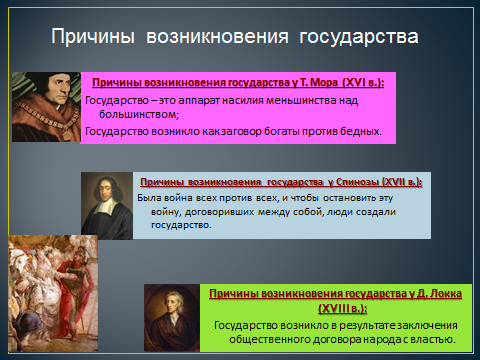 Причины возникновения государства
Причины возникновения государства у Т. Мора (XVI в.):
Государство – это аппарат насилия меньшинства над
большинством;
Государство возникло как заговор богаты против бедных.
Причины возникновения государства у Спинозы (XVII в.):
Была война всех против всех, и чтобы остановить эту
войну, договоривших между собой, люди создали
государство.
Причины возникновения государства у Д. Локка
(XVIII в.):
Государство возникло в результате заключения
общественного договора народа с властью.